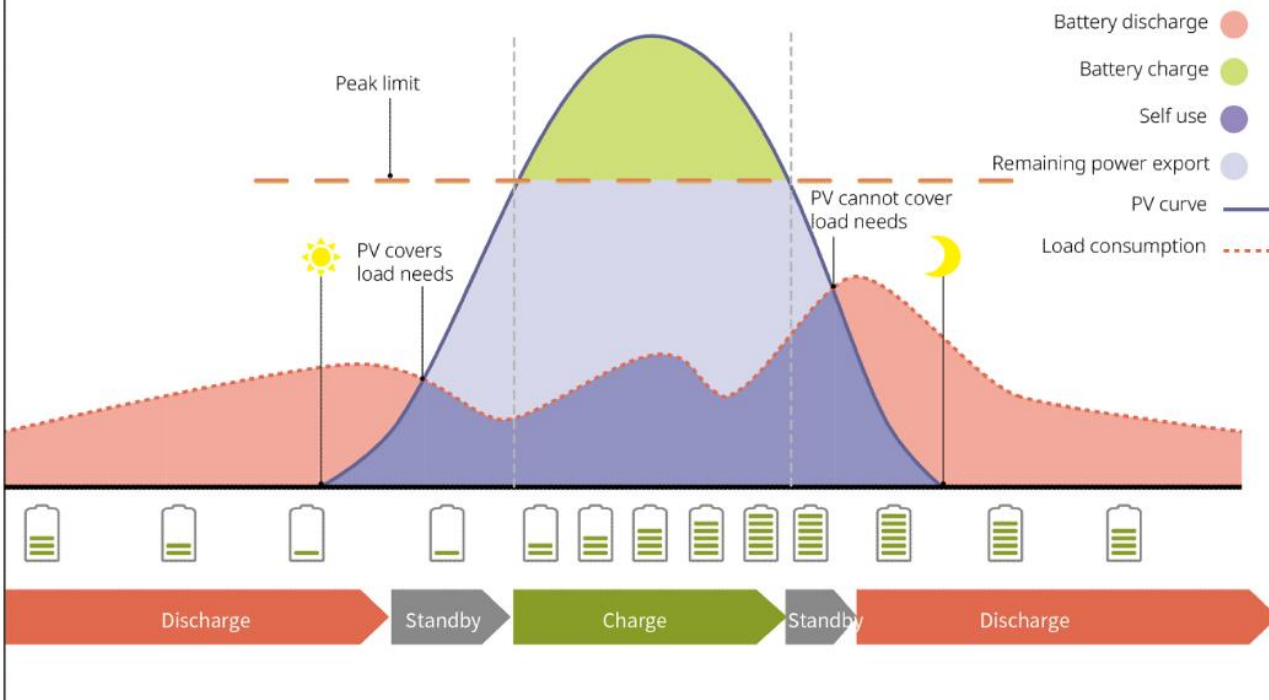 Battery discharge
Battery charge
Self use
Remaining power export
PV curve
Load consumption
Peak limit
PV covers
load needs
PV cannot cover
load needs
Discharge
Standby
Charge
Standby
Discharge